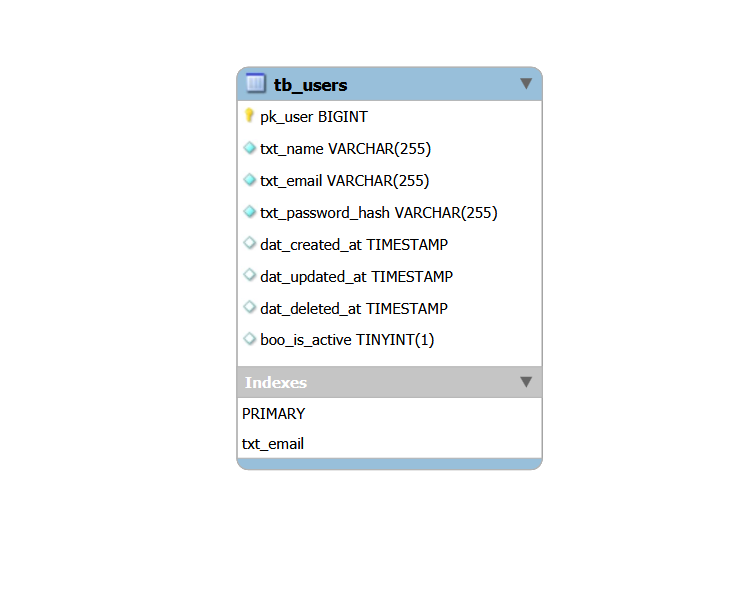 tb_users
pk_user BIGINT
txt_name VARCHAR(255)
txt_email VARCHAR(255)
txt_password_hash VARCHAR(255)
dat_created_at TIMESTAMP
dat_updated_at TIMESTAMP
dat_deleted_at TIMESTAMP
boo_is_active TINYINT(1)
Indexes
PRIMARY
txt_email